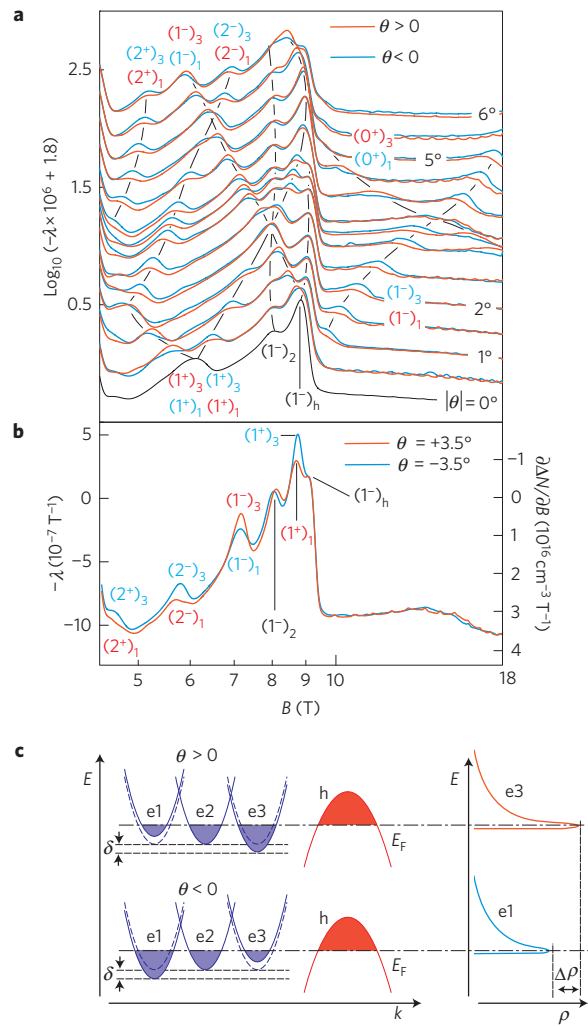 a
(1⁻)₃
(2⁻)₃
(2⁺)₃
(1⁻)₁
(2⁻)₁
(2⁺)₁
θ > 0
θ < 0
2.5
6°
(0⁺)₃
(0⁺)₁
5°
1.5
Log₁₀ (−λ × 10⁶ + 1.8)
(1⁻)₃
2°
(1⁻)₁
0.5
1°
(1⁻)₂
(1⁺)₃
(1⁺)₃
(1⁻)ₕ
|θ| = 0°
(1⁺)₁
(1⁺)₁
b
(1⁺)₃
θ = +3.5°
θ = −3.5°
5
0
−5
−10
−λ (10⁻⁷ T⁻¹)
(1⁻)ₕ
(1⁻)₃
(1⁺)₁
(2⁻)₃
(1⁻)₁
(2⁺)₃
(2⁻)₁
(1⁻)₂
(2⁺)₁
−1
0
1
2
3
4
∂ΔN/∂B (10¹⁶ cm⁻³ T⁻¹)
5 6 7 8 9 10 18
B (T)
c
E
θ > 0
e1 e2 e3
h
E_F
δ
E
e3
θ < 0
e1 e2 e3
h
E_F
δ
e1
Δρ
k
ρ